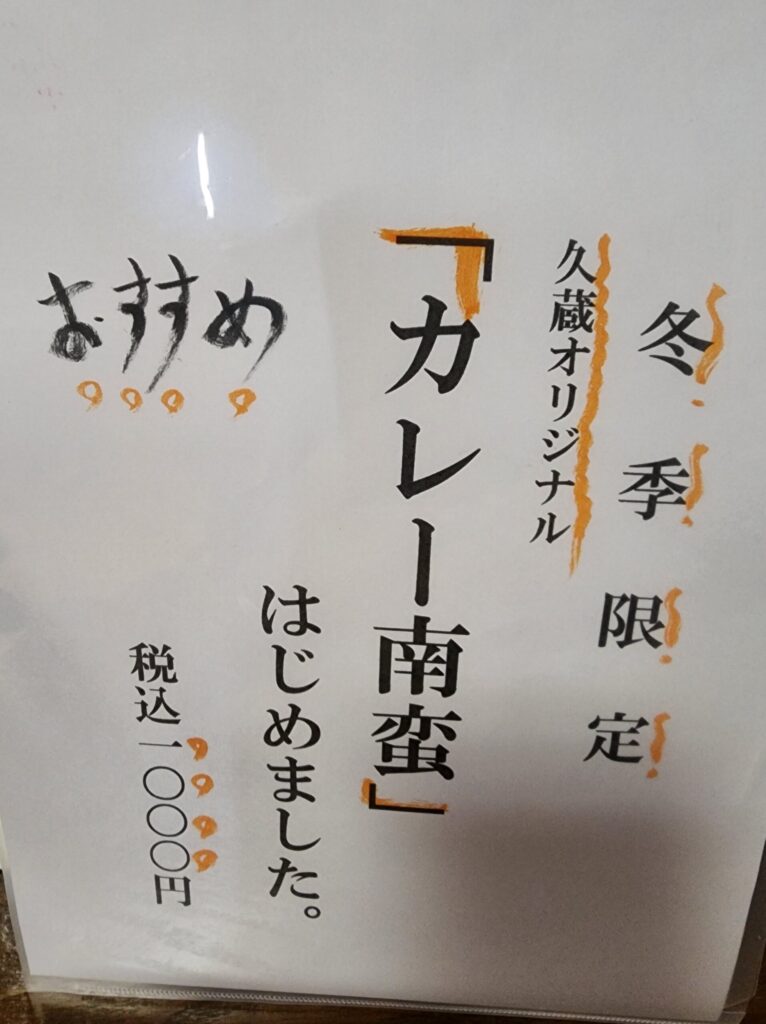 冬季限定
久蔵オリジナル
「カレー南蛮」
はじめました。
おすすめ
税込一〇〇〇円